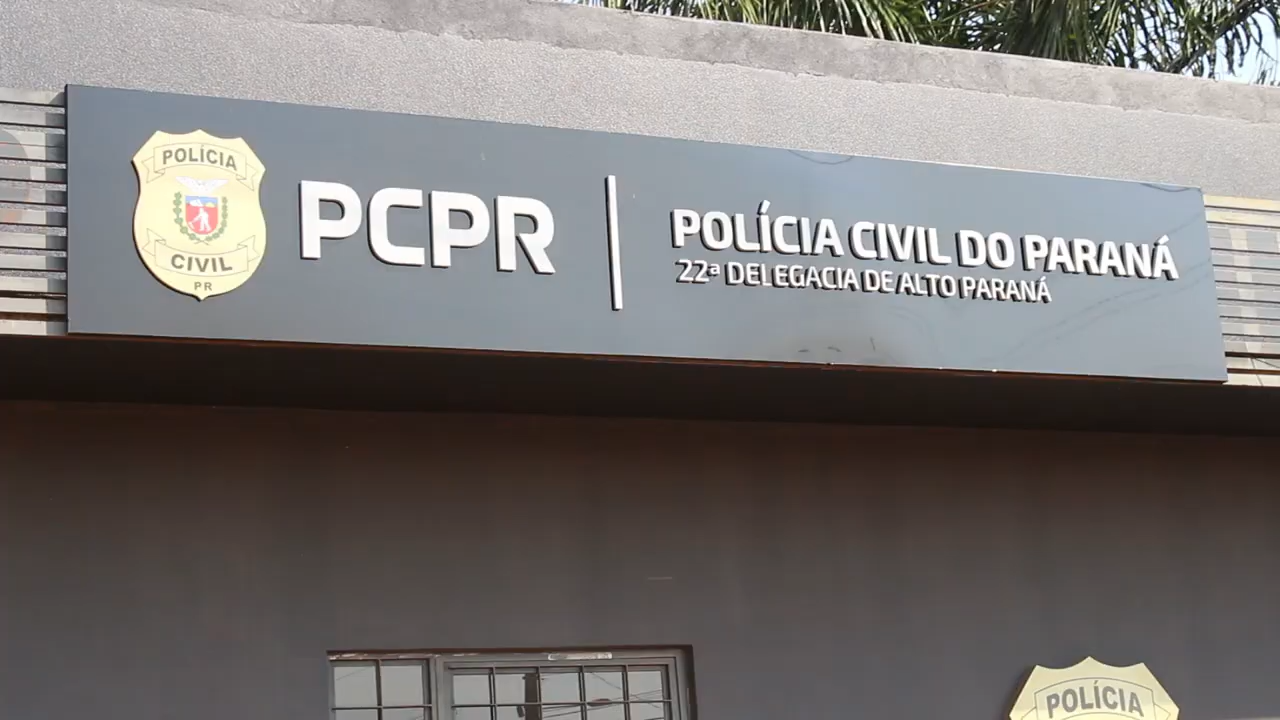 POLÍCIA
CIVIL
PR
PCPR
POLÍCIA CIVIL DO PARANÁ
22ª DELEGACIA DE ALTO PARANÁ
POLÍCIA